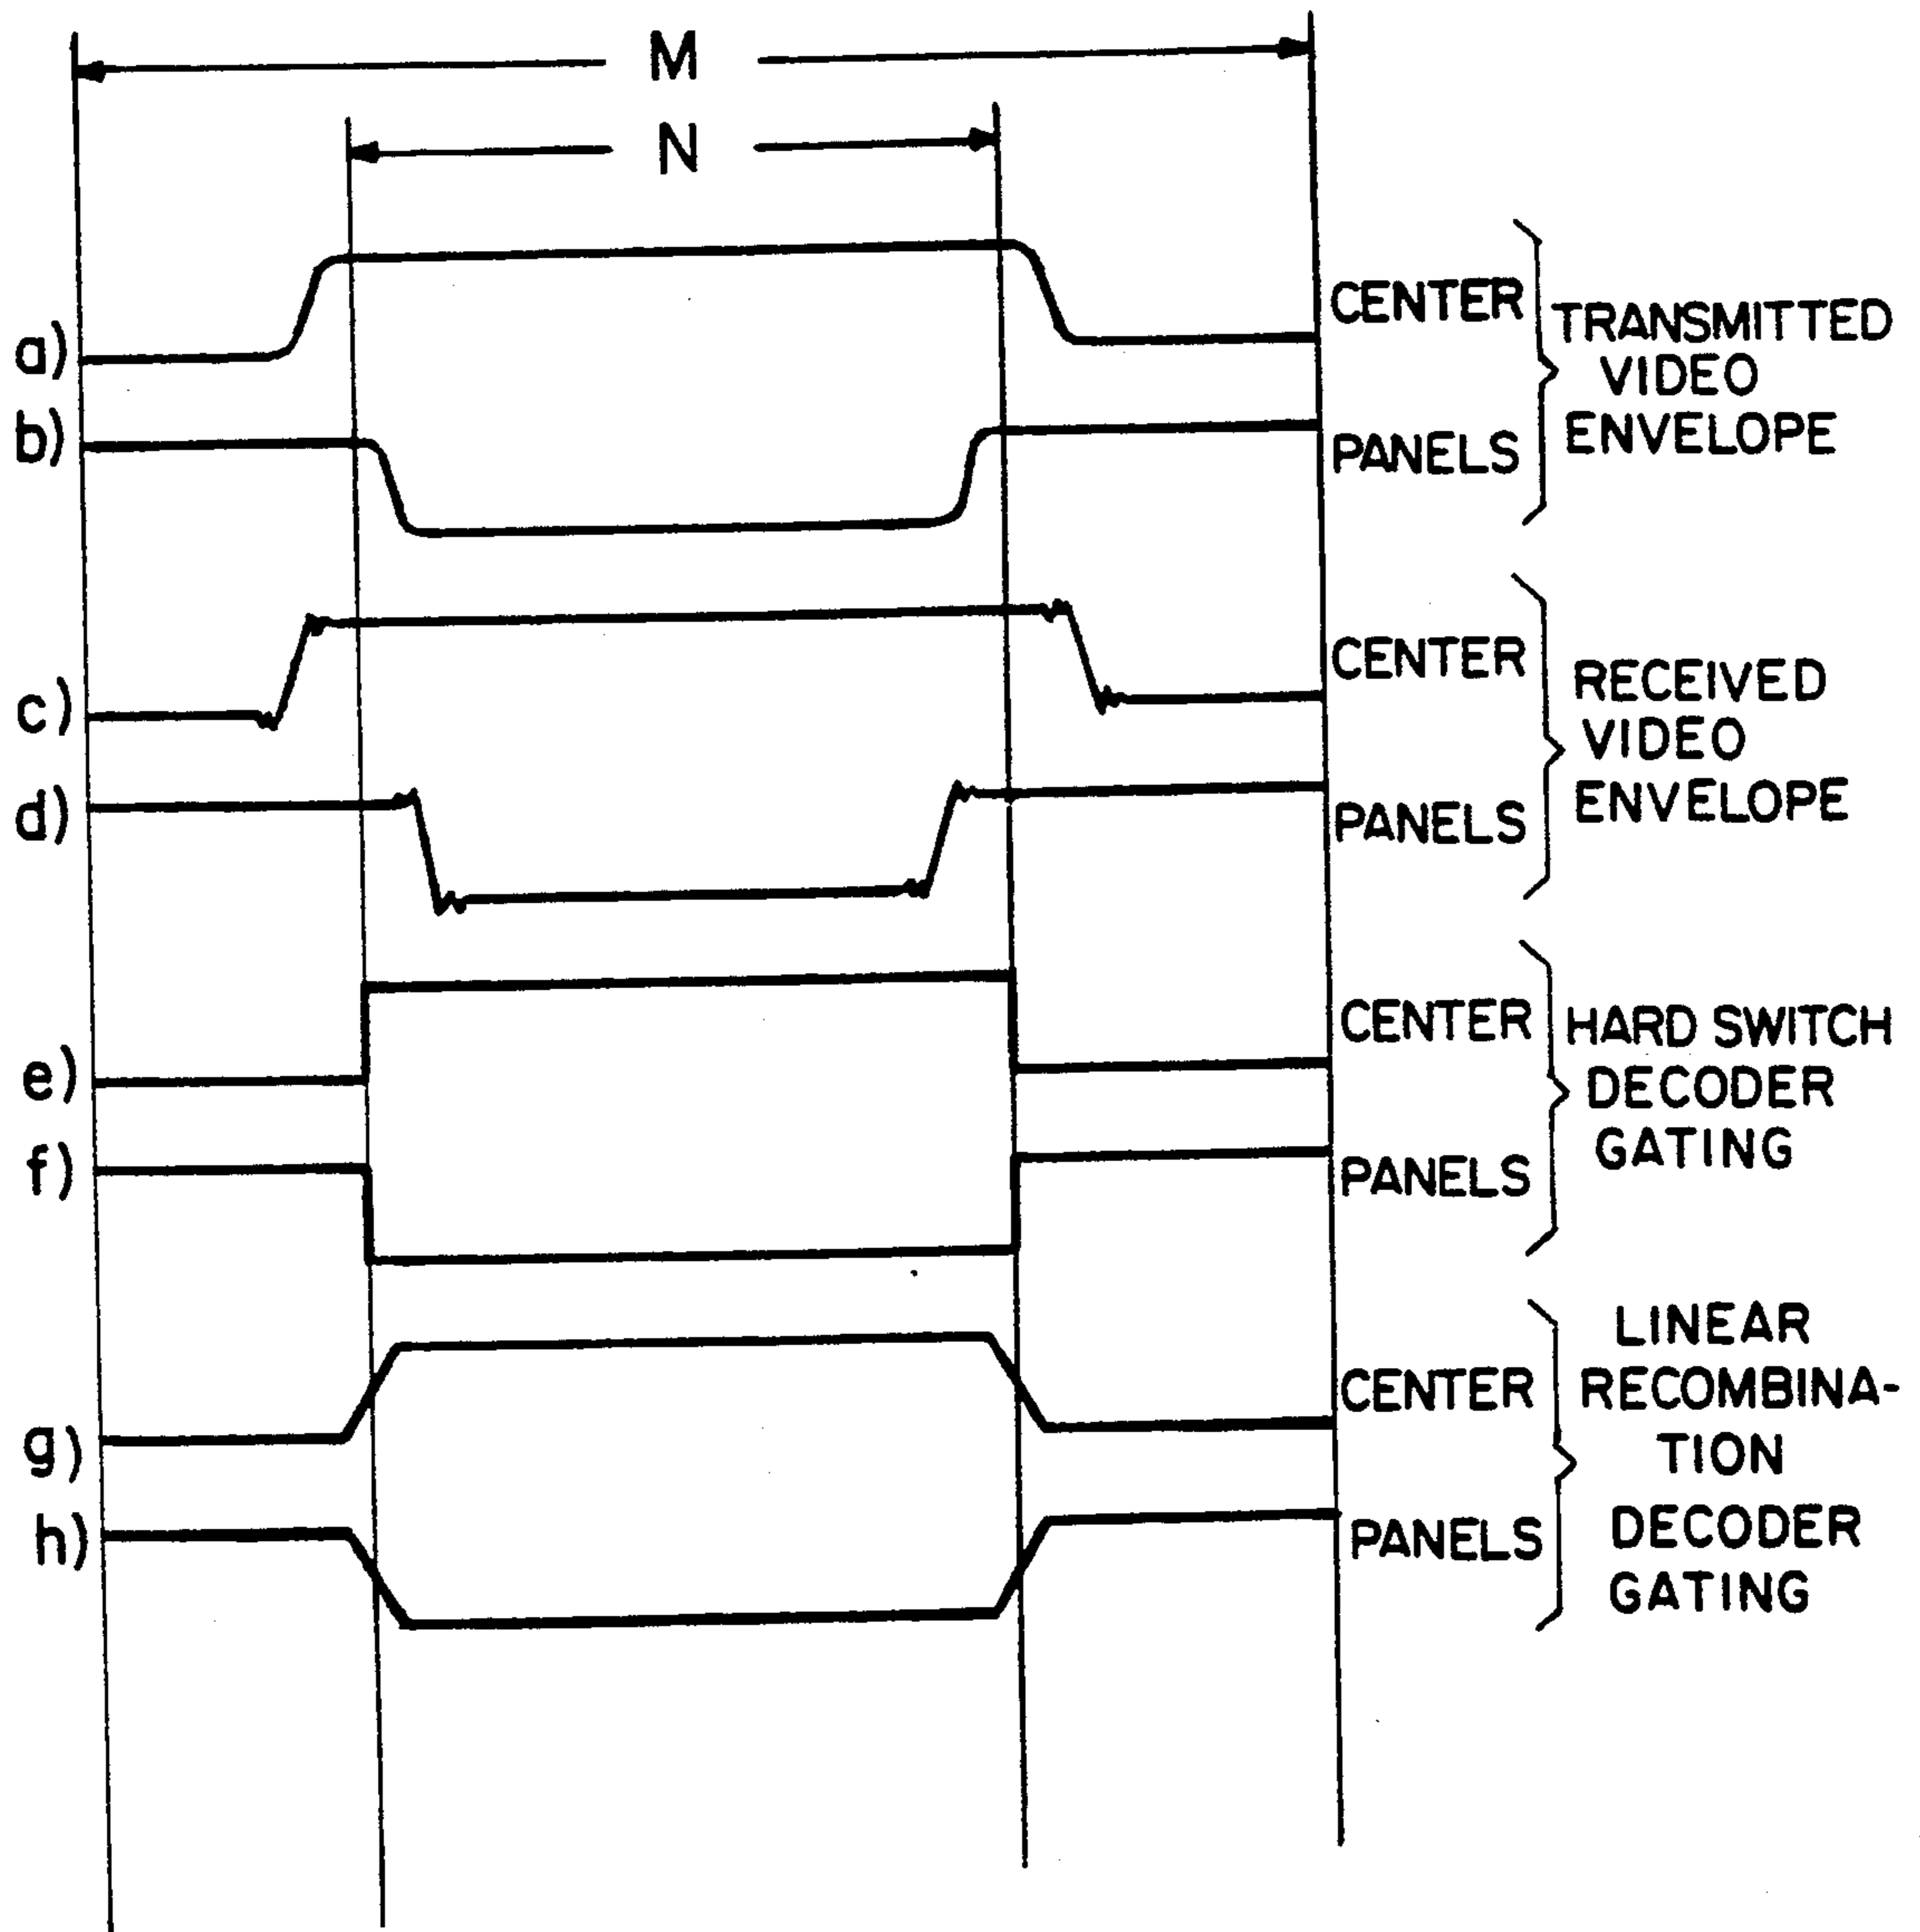 M
N
a)
CENTER
TRANSMITTED
VIDEO
ENVELOPE
b)
PANELS
c)
CENTER
RECEIVED
VIDEO
ENVELOPE
d)
PANELS
e)
CENTER
HARD SWITCH
DECODER
GATING
f)
PANELS
g)
CENTER
LINEAR
RECOMBINA-
TION
DECODER
GATING
h)
PANELS